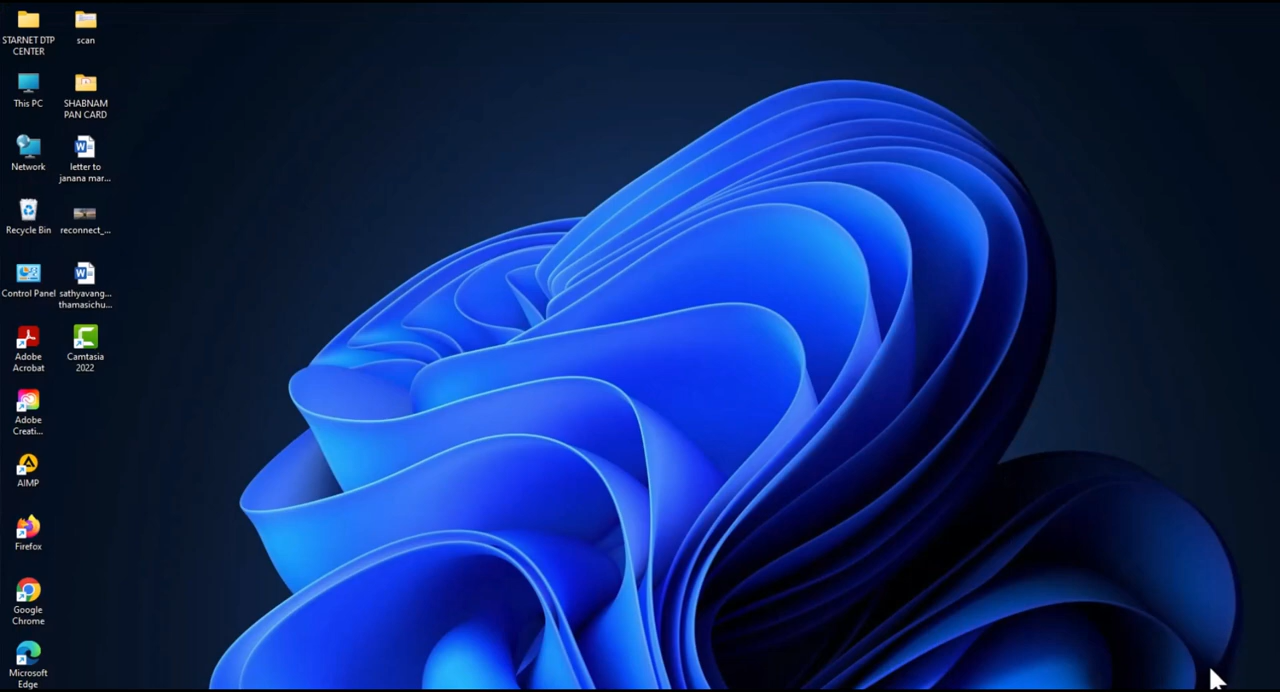 STARNET DTP
CENTER
scan
This PC
SHABNAM
PAN CARD
Network
letter to
janana mar...
Recycle Bin
reconnect_...
Control Panel
sathyavang...
thamasichu...
Adobe
Acrobat
Camtasia
2022
Adobe
Creati...
AIMP
Firefox
Google
Chrome
Microsoft
Edge